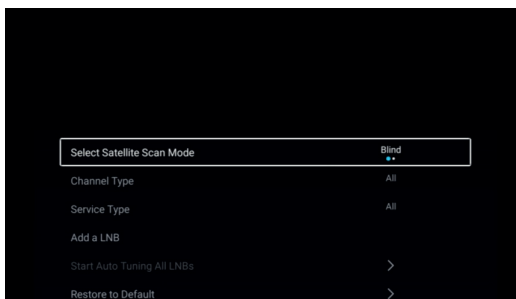 Select Satellite Scan Mode Blind
Channel Type All
Service Type All
Add a LNB
Start Auto Tuning All LNBs
Restore to Default